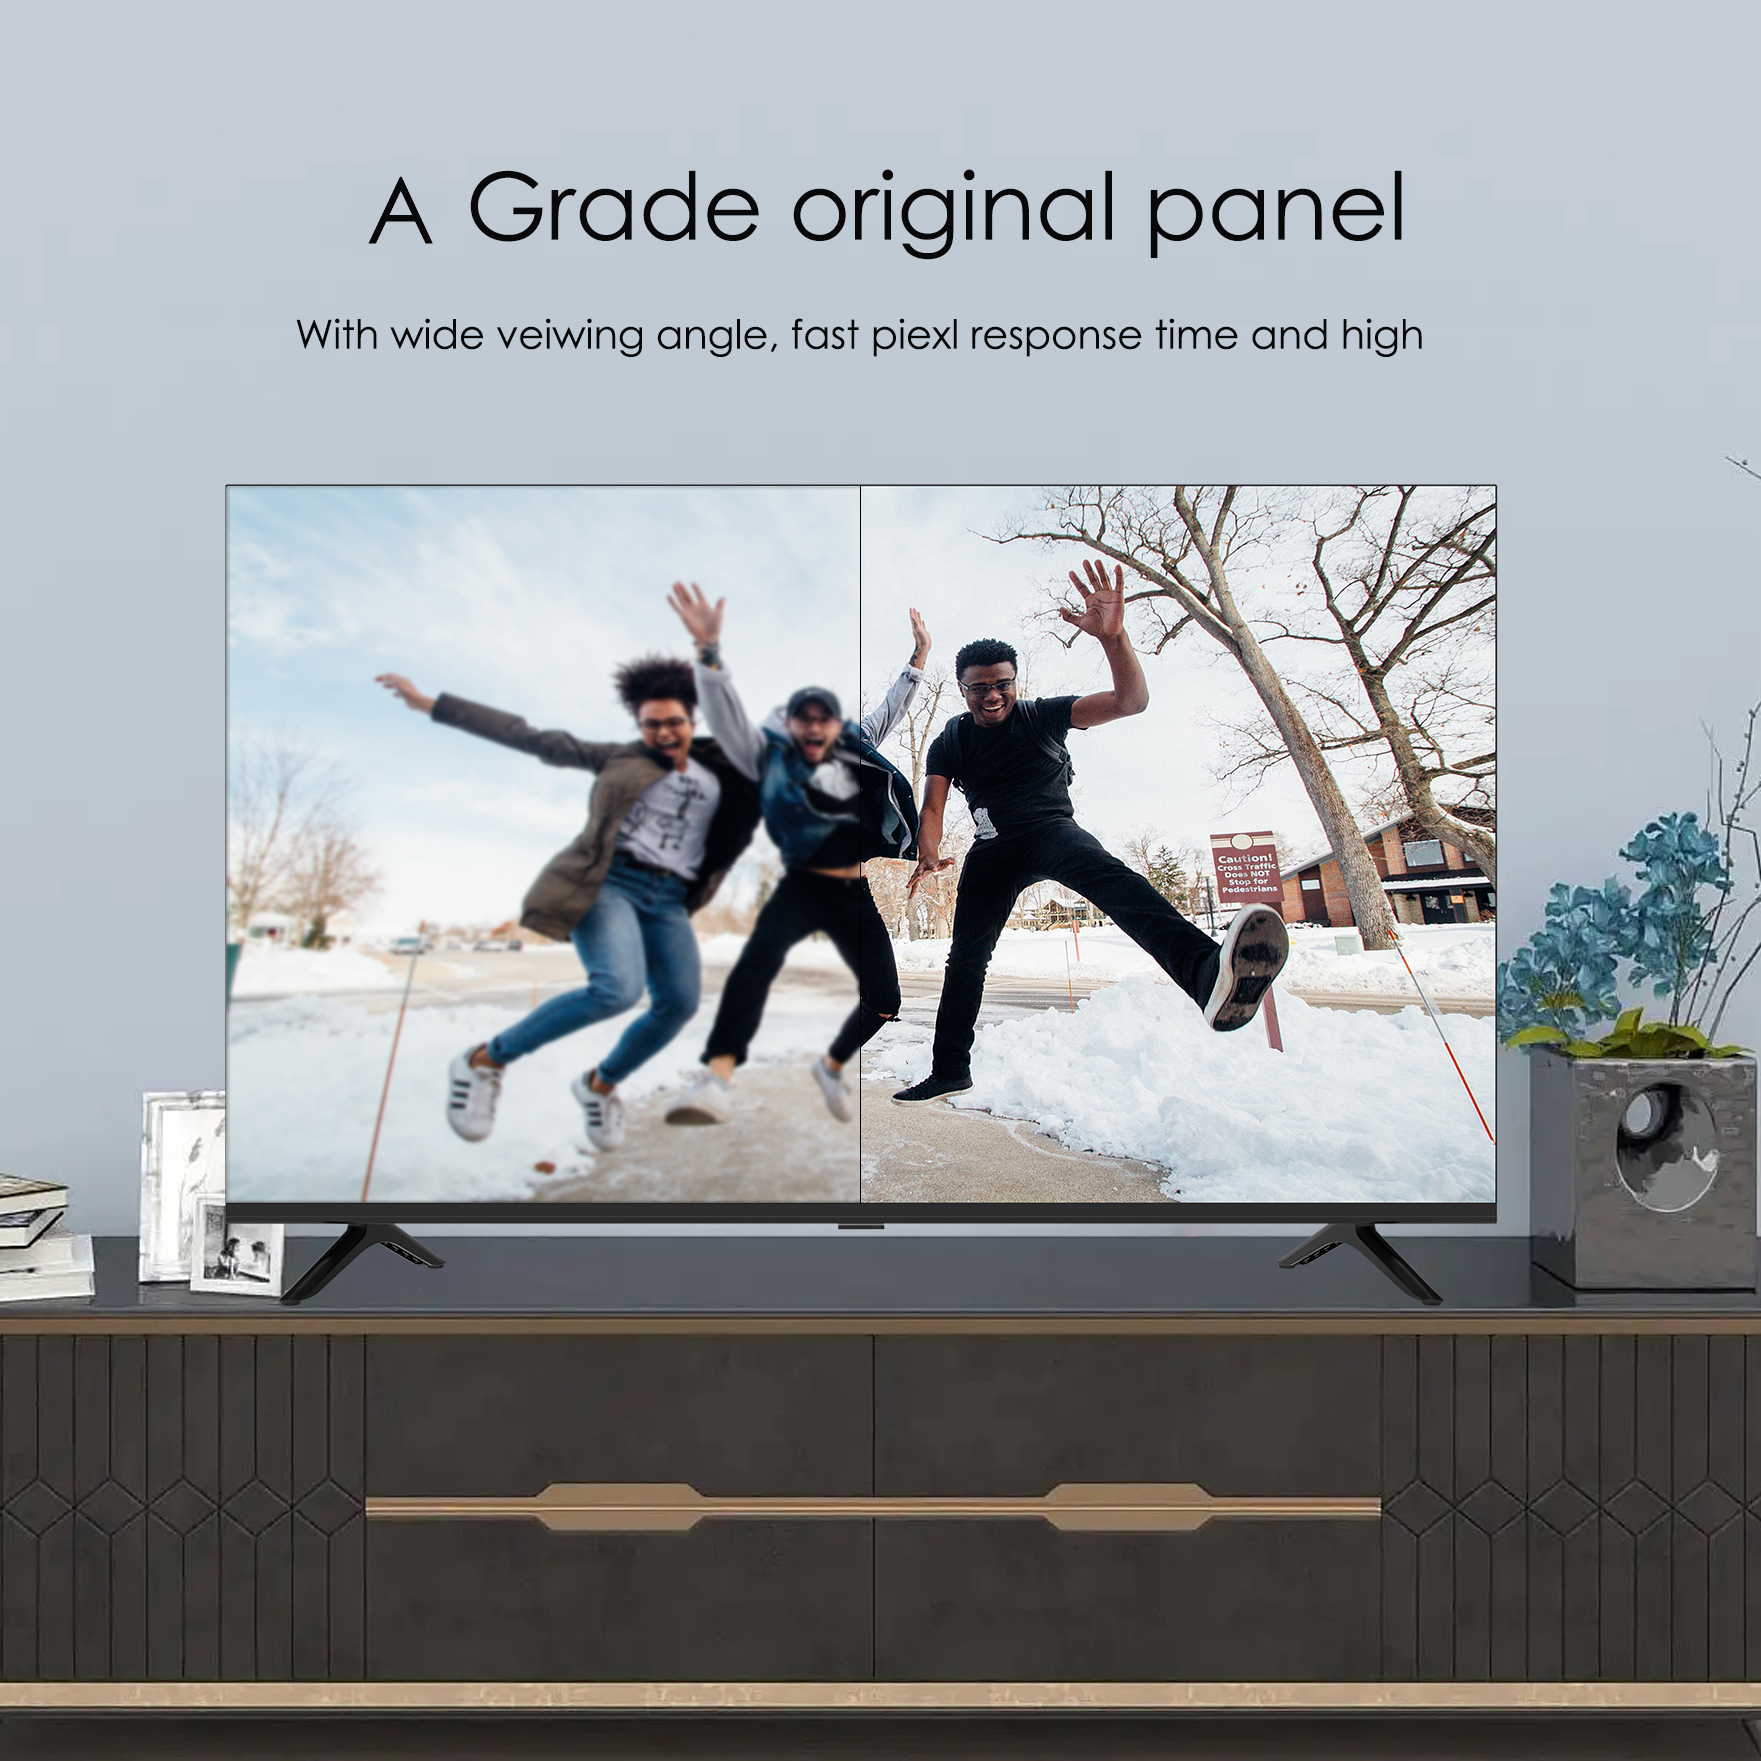 A Grade original panel
With wide veiwing angle, fast piexl response time and high
Caution!
Cross Traffic
Does NOT
Stop for
Pedestrians